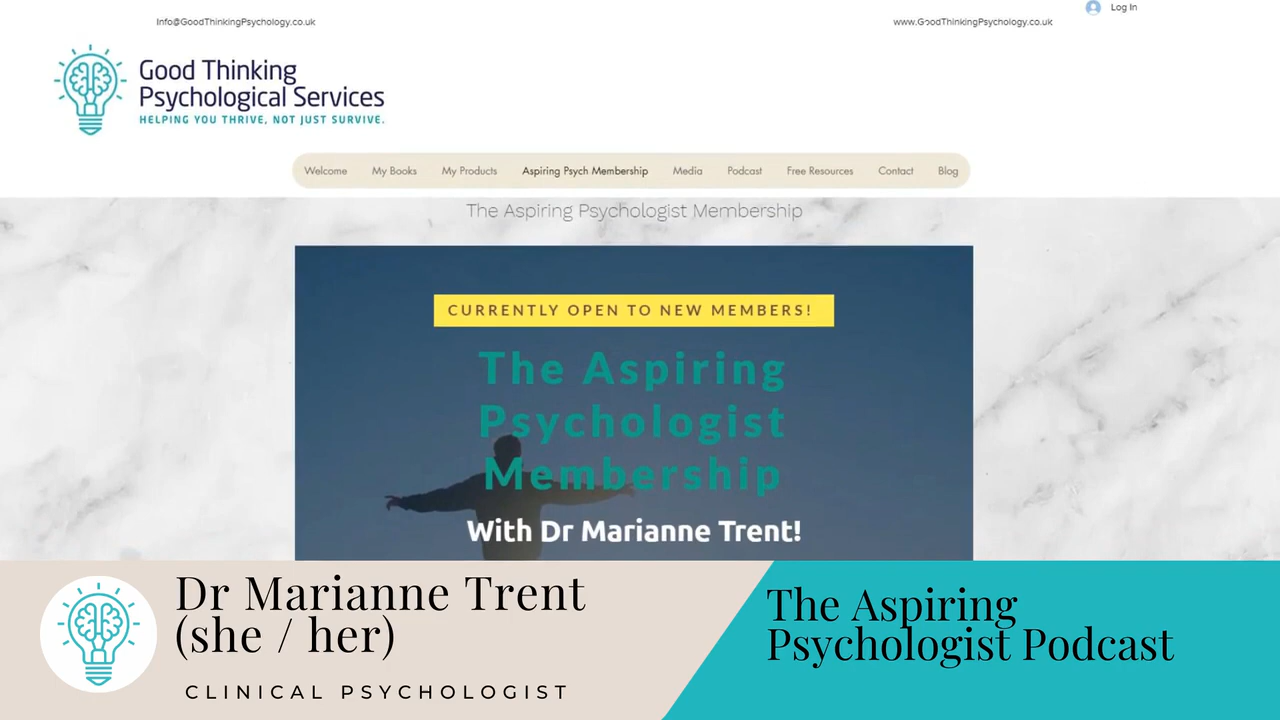 Info@GoodThinkingPsychology.co.uk
www.GoodThinkingPsychology.co.uk
Log In
Good Thinking
Psychological Services
HELPING YOU THRIVE, NOT JUST SURVIVE.
Welcome
My Books
My Products
Aspiring Psych Membership
Media
Podcast
Free Resources
Contact
Blog
The Aspiring Psychologist Membership
CURRENTLY OPEN TO NEW MEMBERS!
The Aspiring
Psychologist
Membership
With Dr Marianne Trent!
Dr Marianne Trent
(she / her)
CLINICAL PSYCHOLOGIST
The Aspiring
Psychologist Podcast